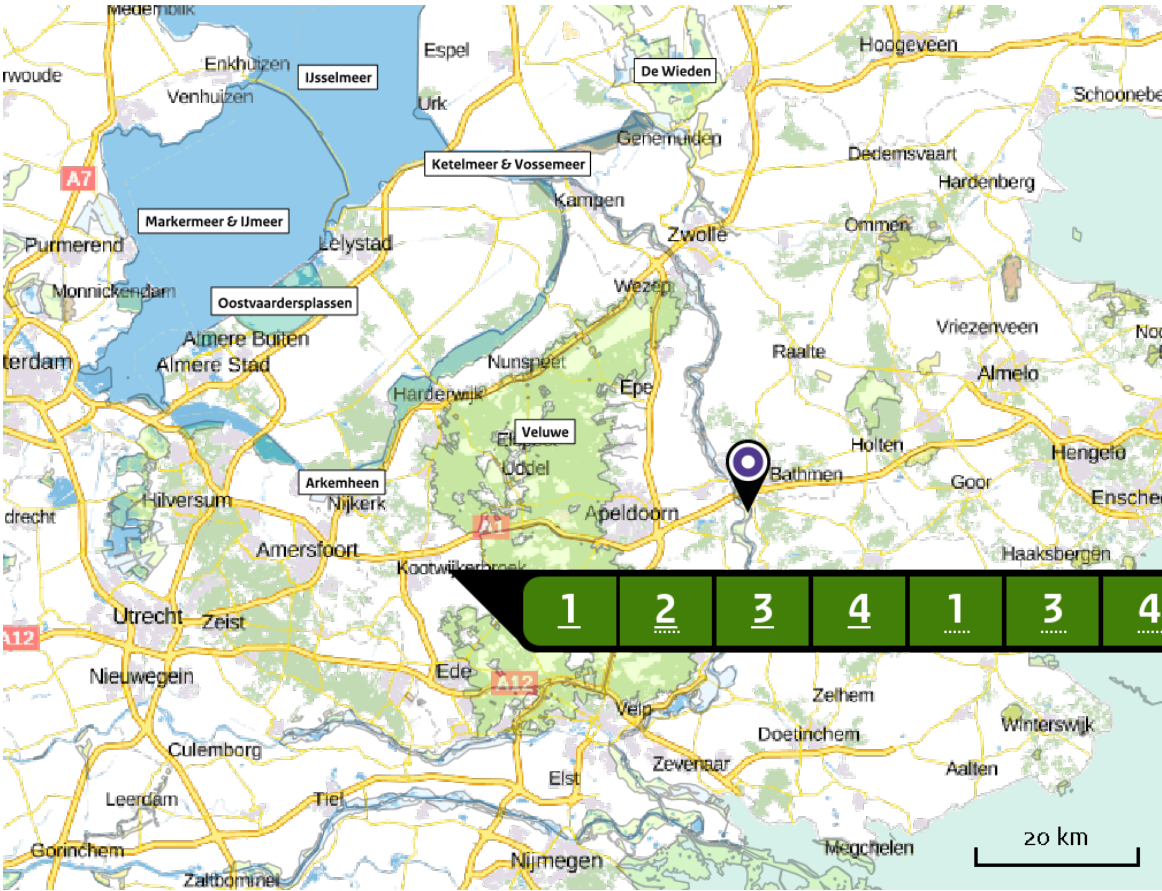 Medemblik
Espel
Hoogeveen
rwoude
Enkhuizen
IJsselmeer
De Wieden
Venhuizen
Urk
Schoonebe
Genemuiden
Ketelmeer & Vossemeer
Dedemsvaart
A7
Hardenberg
Kampen
Markermeer & IJmeer
Ommen
Purmerend
Lelystad
Zwolle
Monnickendam
Wezep
Oostvaardersplassen
Vriezenveen
Noo
Almere Buiten
terdam
Almere Stad
Nunspeet
Raalte
Almelo
Harderwijk
Epe
Veluwe
Holten
Hengelo
Uddel
Bathmen
Arkemheen
Goor
Hilversum
Nijkerk
Ensche
drecht
A1
Apeldoorn
Amersfoort
Haaksbergen
Kootwijkerbroek
1 2 3 4 1 3 4
Utrecht
Zeist
A12
Nieuwegein
Ede
A12
Zelhem
Velp
Winterswijk
Doetinchem
Culemborg
Zevenaar
Elst
Aalten
Leerdam
Tiel
20 km
Gorinchem
Megchelen
Nijmegen
Zaltbommel